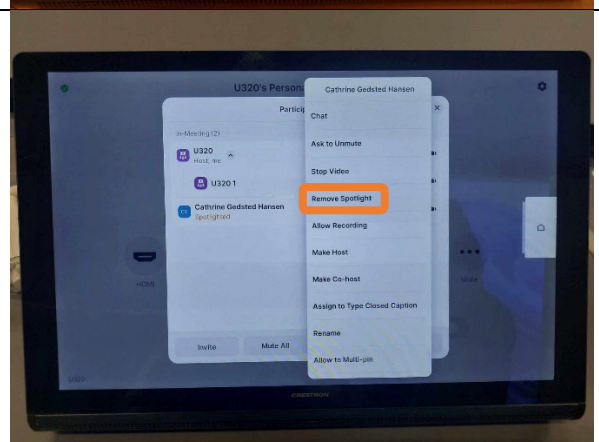 U320's Person
Cathrine Gedsted Hansen
Particip
Chat
In-Meeting (2)
U320
Host, me
Ask to Unmute
Stop Video
U320 1
Remove Spotlight
Cathrine Gedsted Hansen
Spotlighted
Allow Recording
Make Host
HDMI
Make Co-host
More
Assign to Type Closed Caption
Rename
Invite
Mute All
Allow to Multi-pin
U320
CRESTRON